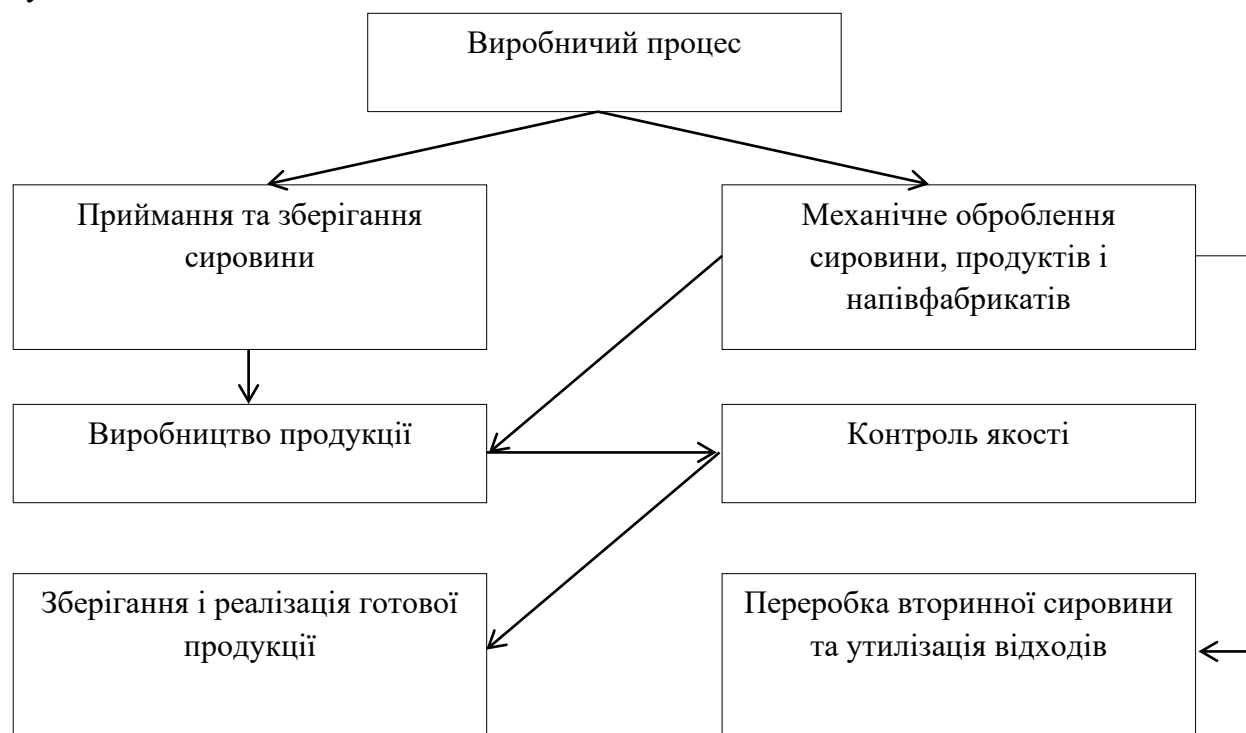 Виробничий процес
Приймання та зберігання
сировини
Механічне оброблення
сировини, продуктів і
напівфабрикатів
Виробництво продукції
Контроль якості
Зберігання і реалізація готової
продукції
Переробка вторинної сировини
та утилізація відходів